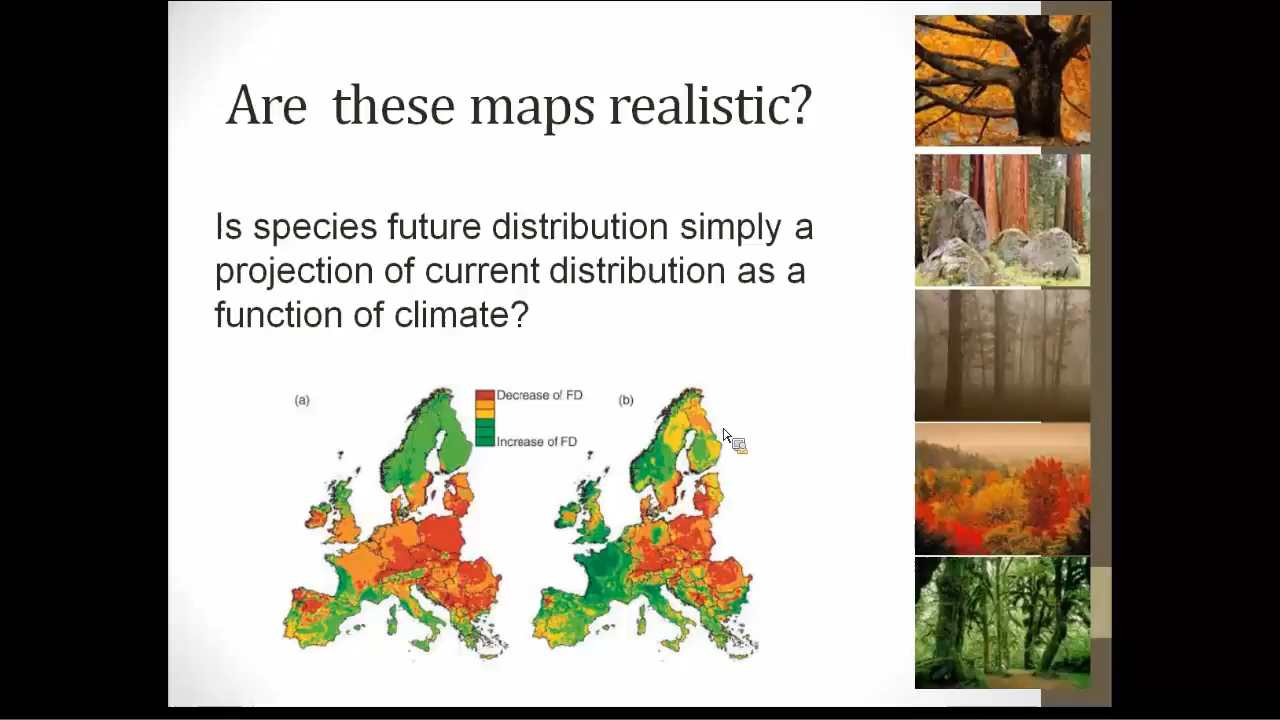 Are these maps realistic?
Is species future distribution simply a
projection of current distribution as a
function of climate?
(a)
Decrease of FD
Increase of FD
(b)